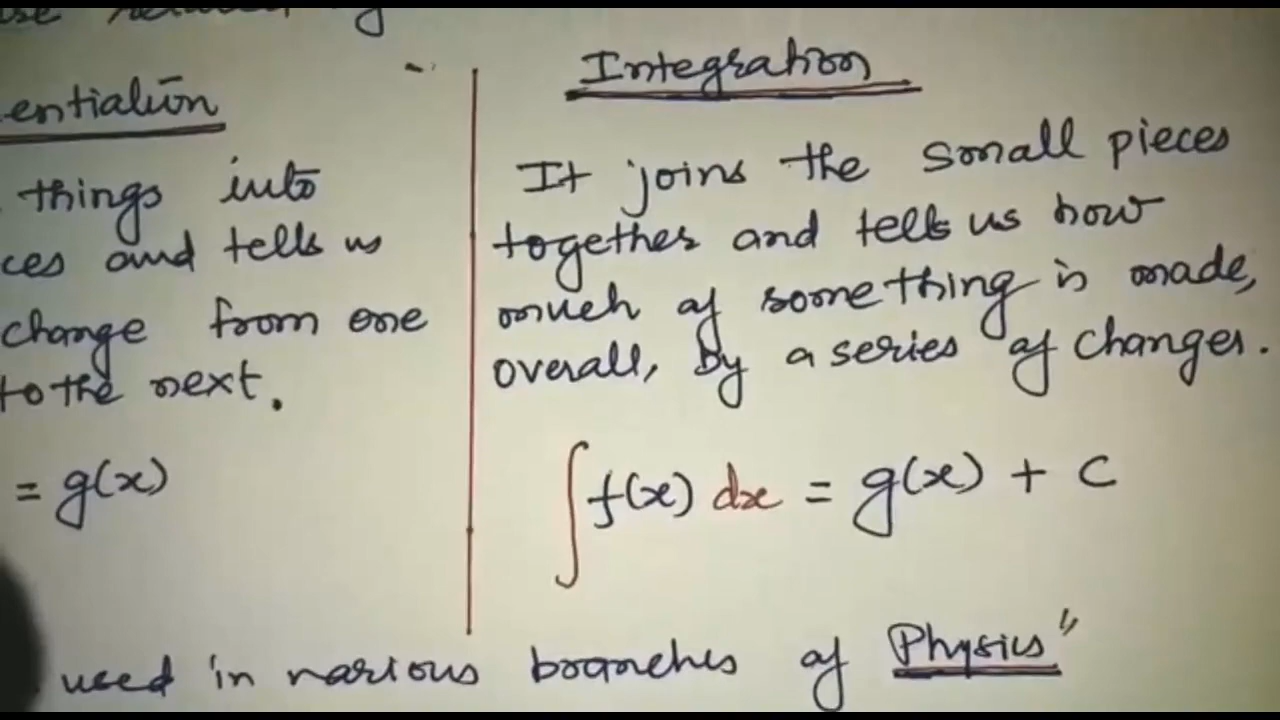 Integration
entiation
It joins the small pieces
things into
together and tells us how
ces and tells us
much of something is made,
change from one
overall, by a series of changes.
to the next.
= g(x)
∫ f(x) dx = g(x) + c
used in various branches of Physics"